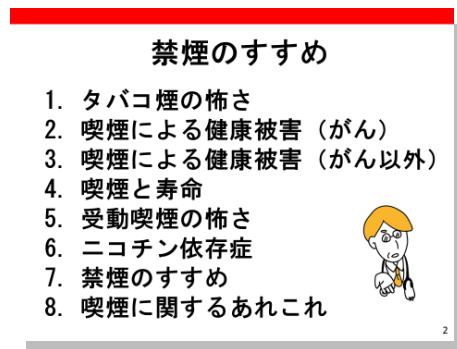 禁煙のすすめ
1. タバコ煙の怖さ
2. 喫煙による健康被害（がん）
3. 喫煙による健康被害（がん以外）
4. 喫煙と寿命
5. 受動喫煙の怖さ
6. ニコチン依存症
7. 禁煙のすすめ
8. 喫煙に関するあれこれ
2